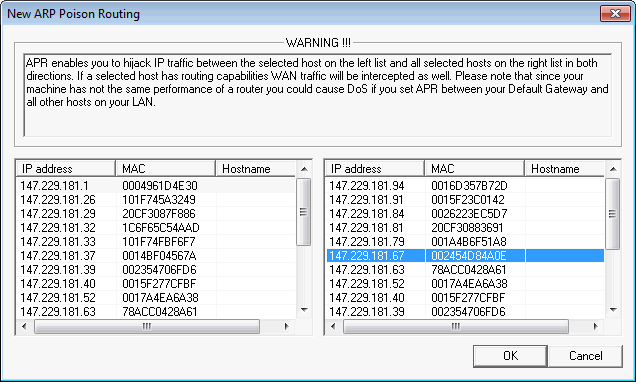 New ARP Poison Routing
WARNING !!!
APR enables you to hijack IP traffic between the selected host on the left list and all selected hosts on the right list in both
directions. If a selected host has routing capabilities WAN traffic will be intercepted as well. Please note that since your
machine has not the same performance of a router you could cause DoS if you set APR between your Default Gateway and
all other hosts on your LAN.
IP address MAC Hostname
147.229.181.1 0004961D4E30
147.229.181.26 101F745A3249
147.229.181.29 20CF3087F886
147.229.181.32 1C6F65C54AAD
147.229.181.33 101F74FBF6F7
147.229.181.37 0014BF04567A
147.229.181.39 002354706FD6
147.229.181.40 0015F277CFBF
147.229.181.52 0017A4EA6A38
147.229.181.63 78ACC0428A61
IP address MAC Hostname
147.229.181.94 0016D357B72D
147.229.181.91 0015F23C0142
147.229.181.84 0026223EC5D7
147.229.181.81 20CF30883691
147.229.181.79 001A4B6F51A8
147.229.181.67 002454D84A0E
147.229.181.63 78ACC0428A61
147.229.181.52 0017A4EA6A38
147.229.181.40 0015F277CFBF
147.229.181.39 002354706FD6
OK Cancel